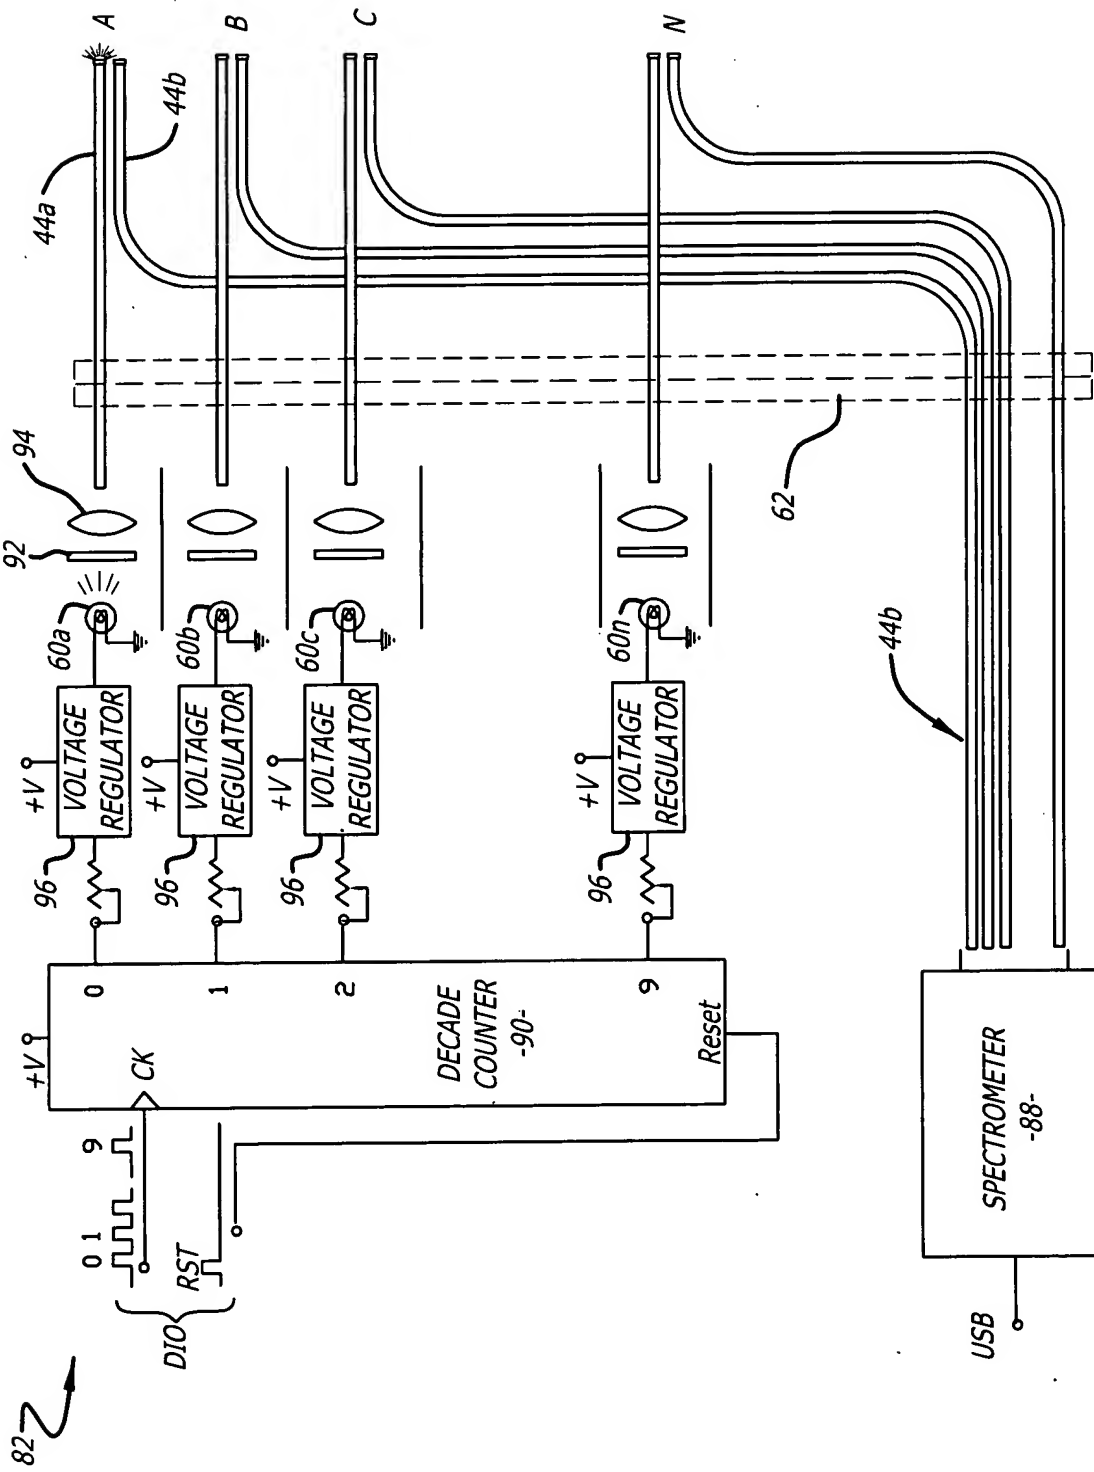 82
DIO
0 1 9
RST
CK
+V
0
1
2
9
DECADE
COUNTER
-90-
Reset
96
+V
VOLTAGE
REGULATOR
60a
92
94
96
+V
VOLTAGE
REGULATOR
60b
96
+V
VOLTAGE
REGULATOR
60c
96
+V
VOLTAGE
REGULATOR
60n
44a
44b
A
B
C
N
62
44b
SPECTROMETER
-88-
USB